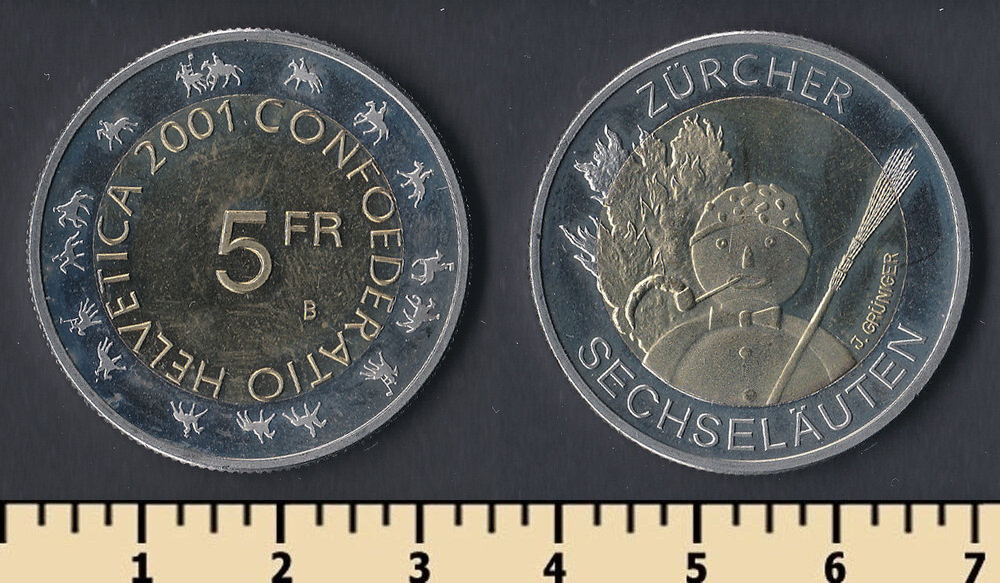 HELVETICA 2001 CONFOEDERATIO
5 FR
B
ZÜRCHER
J. GRÜNIGER
SECHSELÄUTEN
1 2 3 4 5 6 7